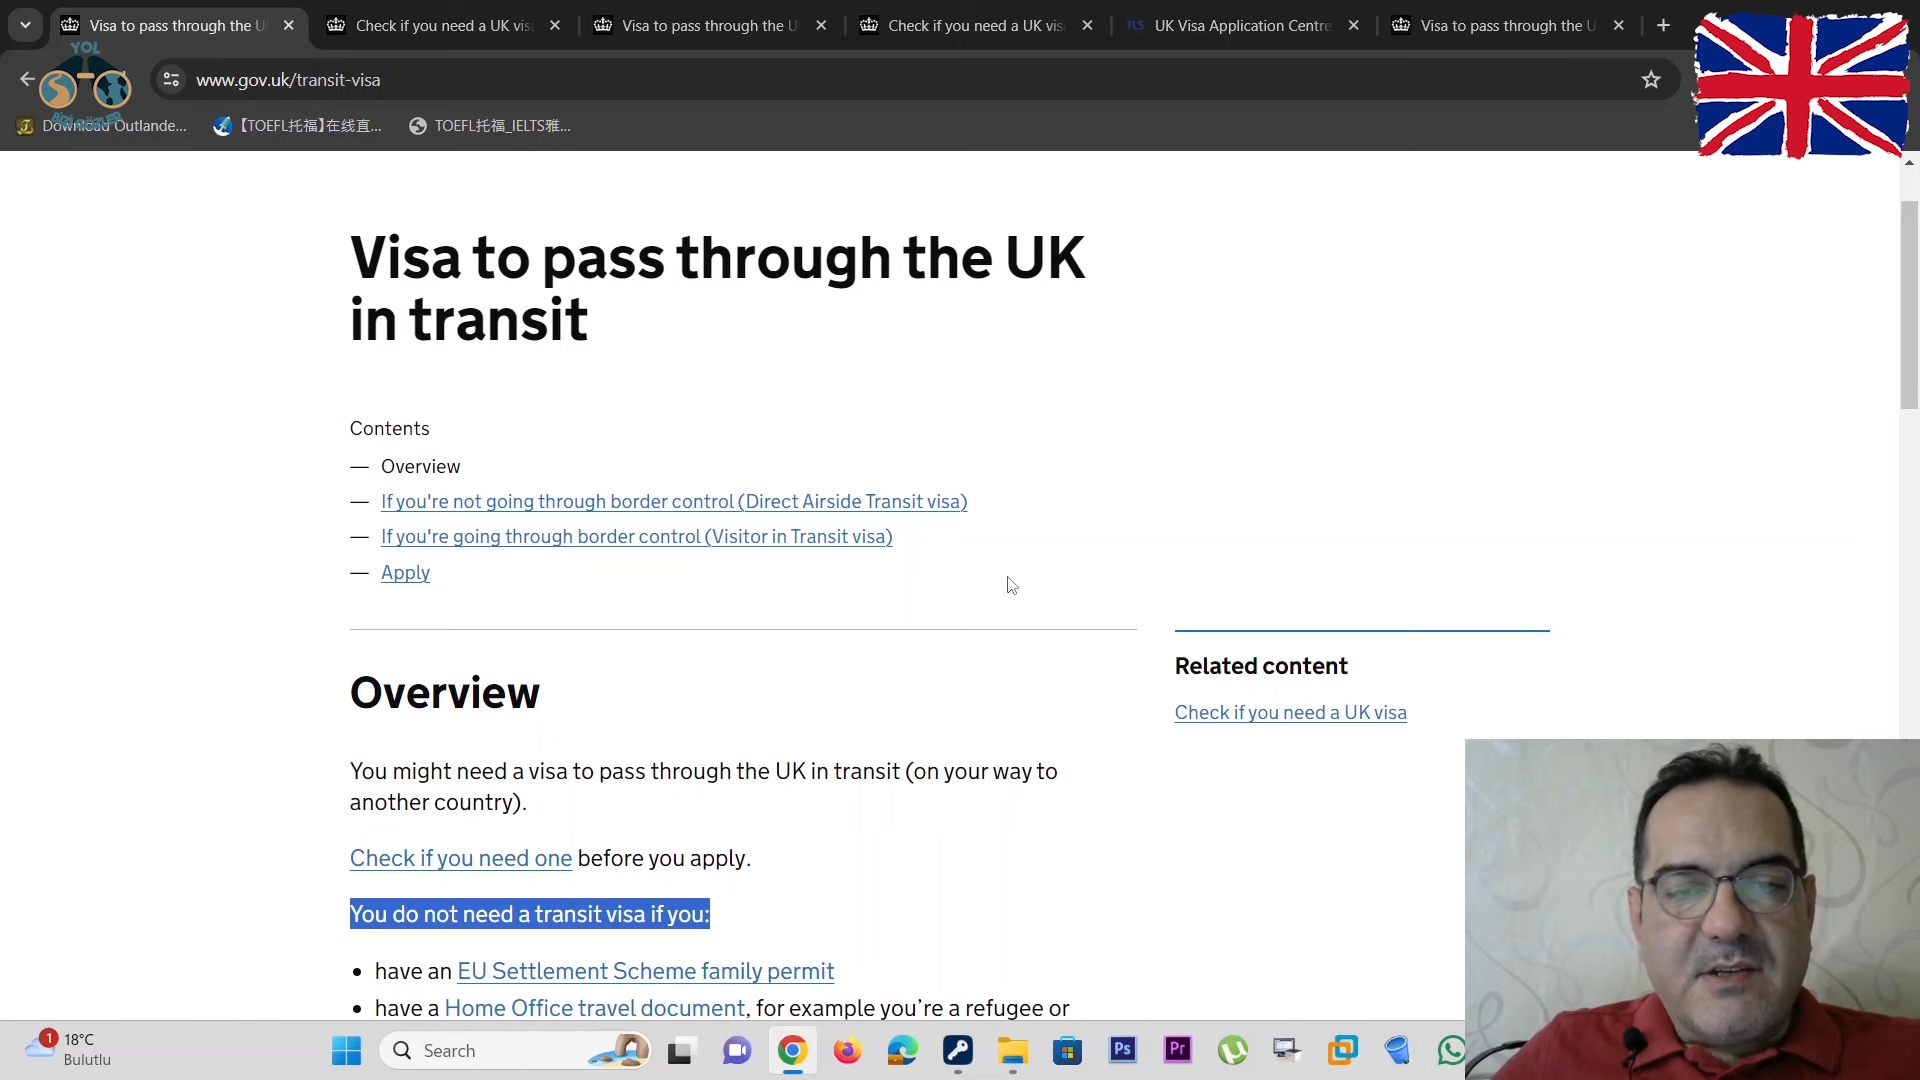 Visa to pass through the U
Check if you need a UK vis
Visa to pass through the U
Check if you need a UK vis
TLS UK Visa Application Centre
Visa to pass through the U
YOL
BİZİ GÖZLER
www.gov.uk/transit-visa
Download Outlande...
【TOEFL托福】在线直...
TOEFL托福_IELTS雅...
Visa to pass through the UK
in transit
Contents
— Overview
— If you're not going through border control (Direct Airside Transit visa)
— If you're going through border control (Visitor in Transit visa)
— Apply
Overview
You might need a visa to pass through the UK in transit (on your way to
another country).
Check if you need one before you apply.
You do not need a transit visa if you:
• have an EU Settlement Scheme family permit
• have a Home Office travel document, for example you’re a refugee or
Related content
Check if you need a UK visa
1
18°C
Bulutlu
Search
Ps
Pr